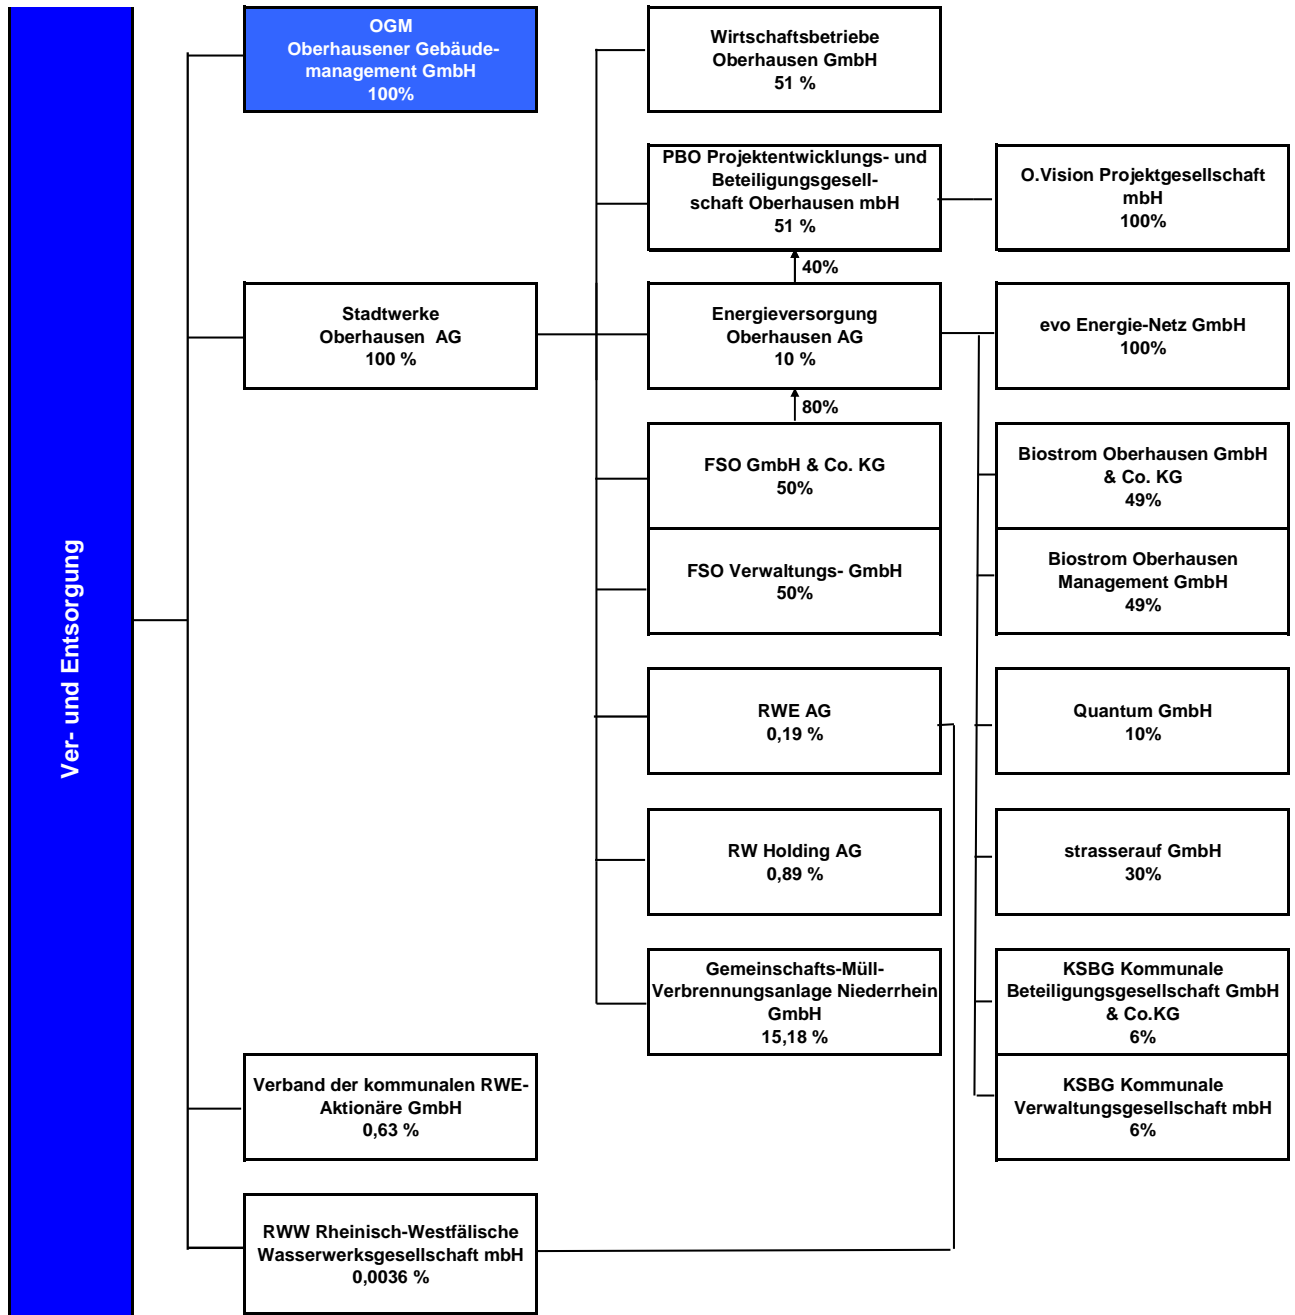 Ver- und Entsorgung
OGM
Oberhausener Gebäude-
management GmbH
100%
Stadtwerke
Oberhausen AG
100 %
Verband der kommunalen RWE-
Aktionäre GmbH
0,63 %
RWW Rheinisch-Westfälische
Wasserwerksgesellschaft mbH
0,0036 %
Wirtschaftsbetriebe
Oberhausen GmbH
51 %
PBO Projektentwicklungs- und
Beteiligungsgesell-
schaft Oberhausen mbH
51 %
40%
Energieversorgung
Oberhausen AG
10 %
80%
FSO GmbH & Co. KG
50%
FSO Verwaltungs- GmbH
50%
RWE AG
0,19 %
RW Holding AG
0,89 %
Gemeinschafts-Müll-
Verbrennungsanlage Niederrhein
GmbH
15,18 %
O.Vision Projektgesellschaft
mbH
100%
evo Energie-Netz GmbH
100%
Biostrom Oberhausen GmbH
& Co. KG
49%
Biostrom Oberhausen
Management GmbH
49%
Quantum GmbH
10%
strasserauf GmbH
30%
KSBG Kommunale
Beteiligungsgesellschaft GmbH
& Co.KG
6%
KSBG Kommunale
Verwaltungsgesellschaft mbH
6%